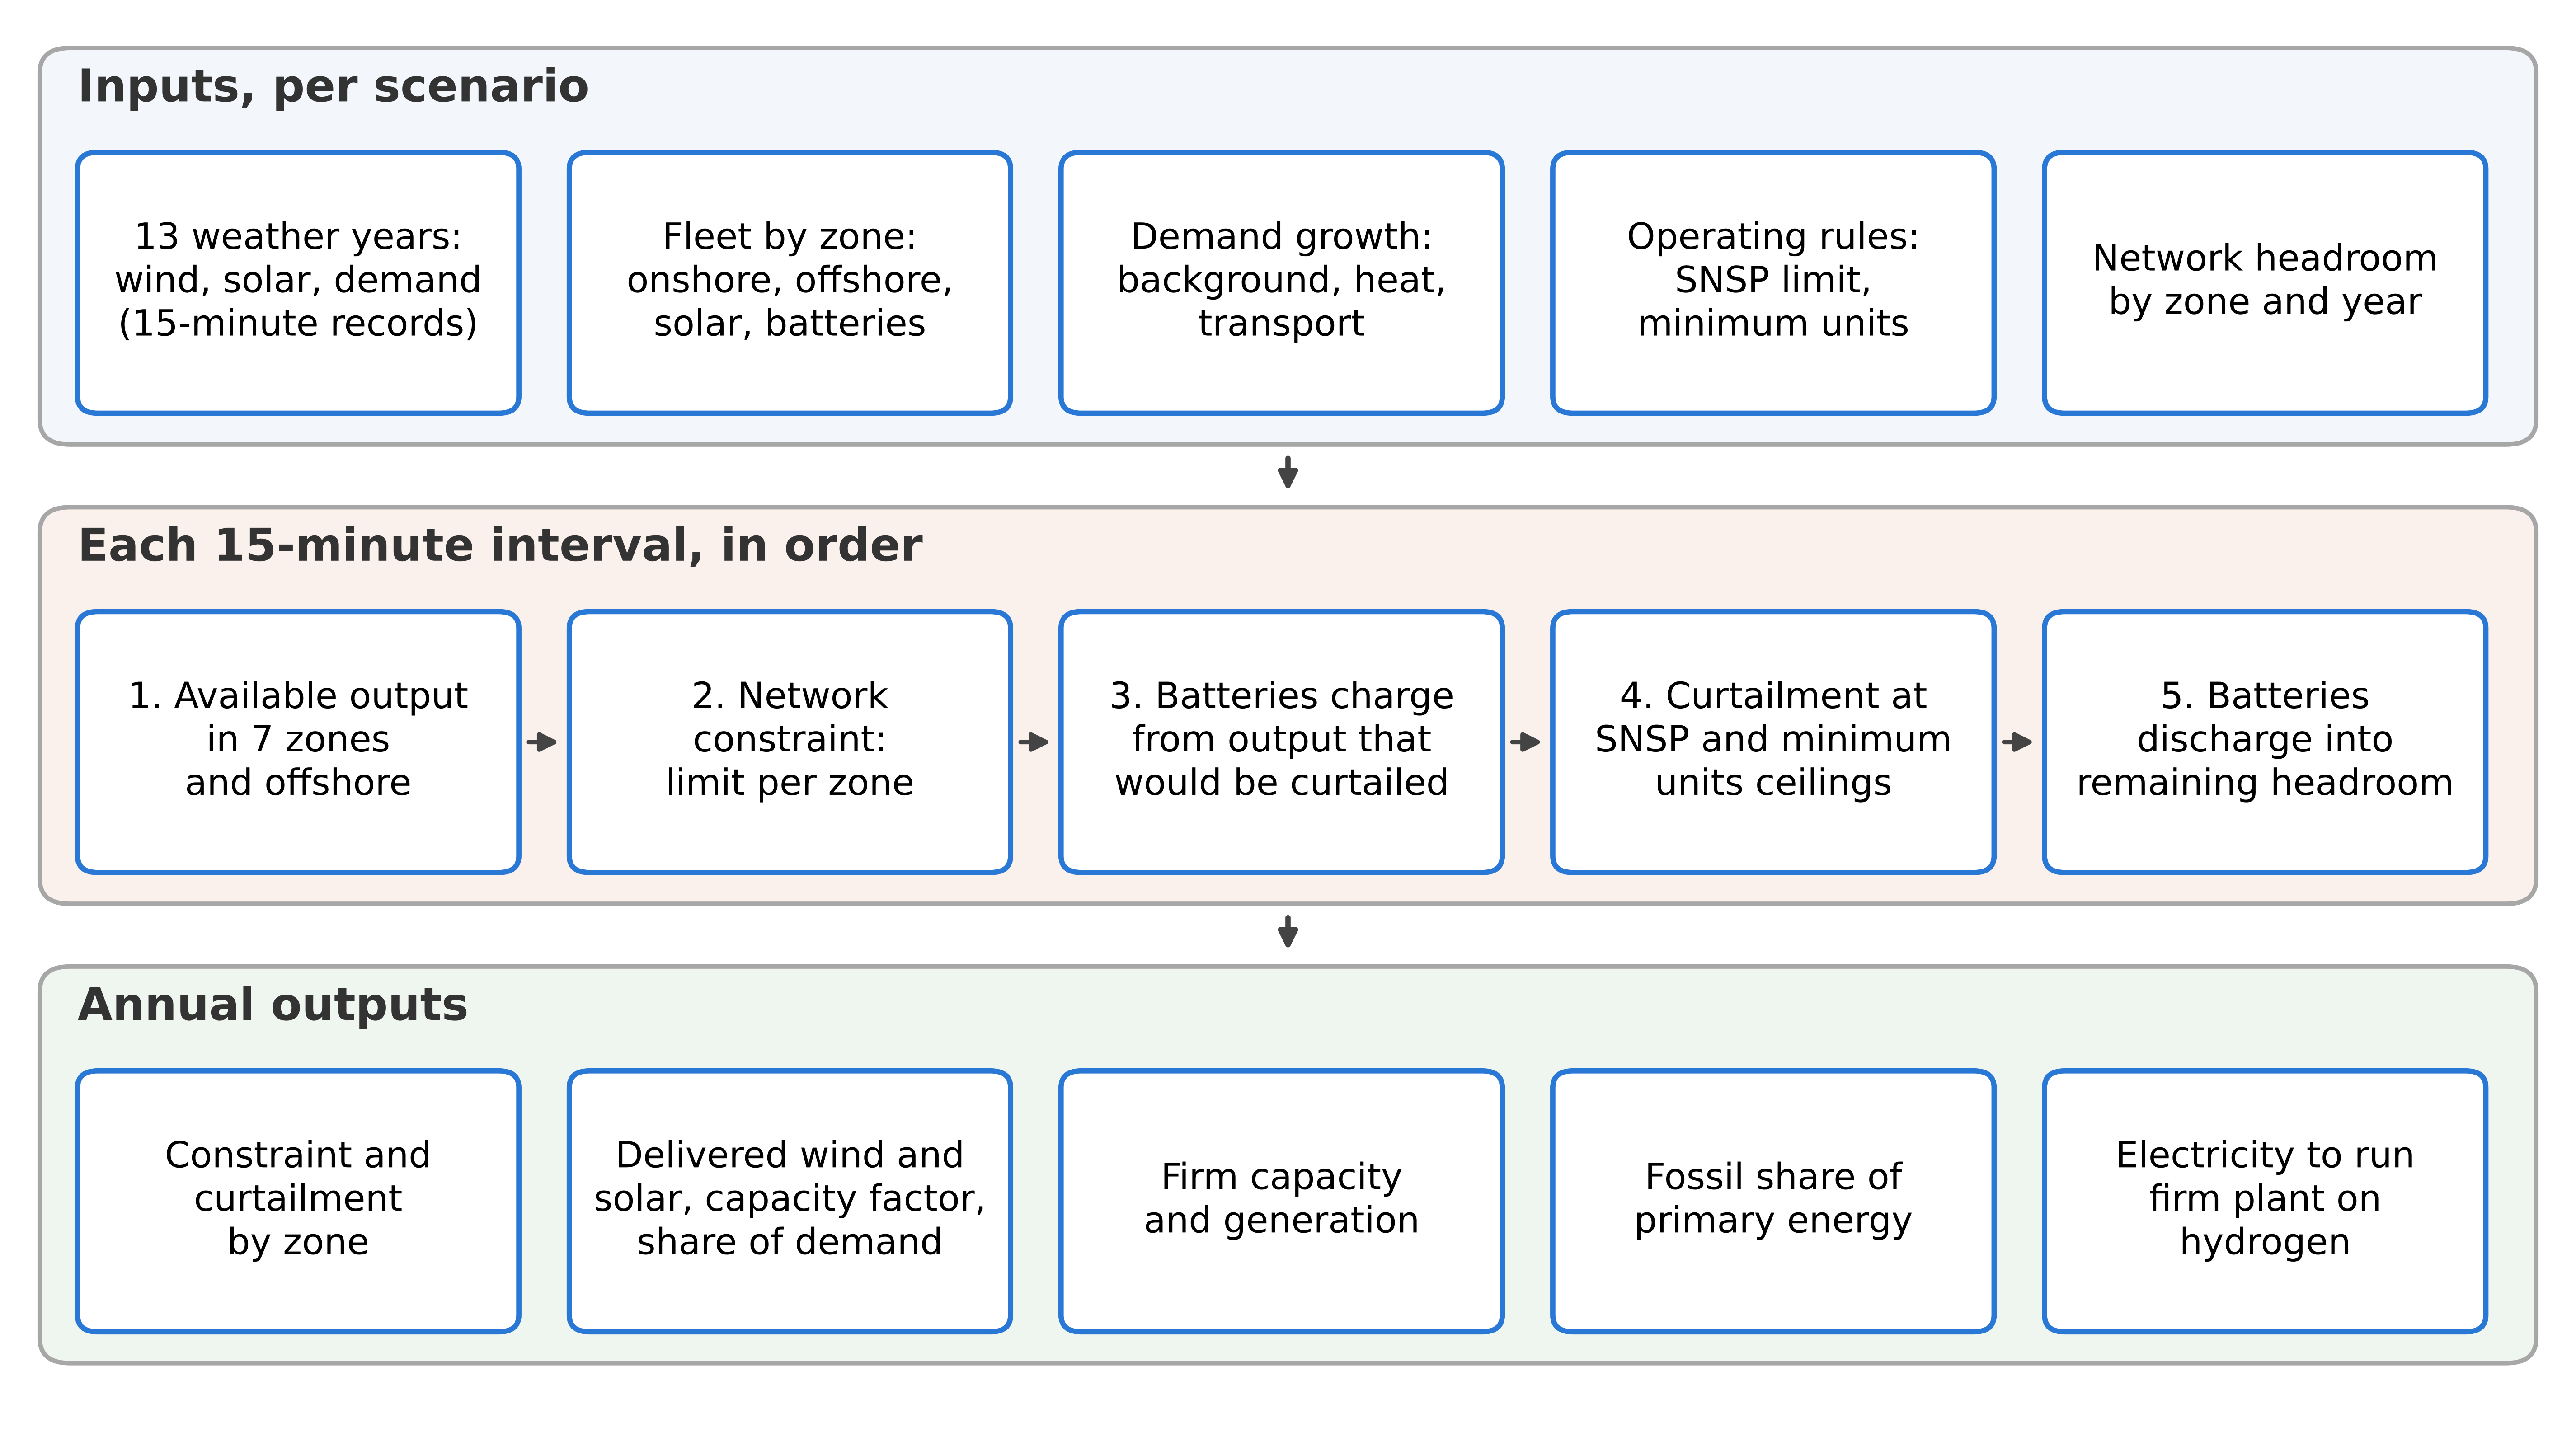 Inputs, per scenario
13 weather years:
wind, solar, demand
(15-minute records)
Fleet by zone:
onshore, offshore,
solar, batteries
Demand growth:
background, heat,
transport
Operating rules:
SNSP limit,
minimum units
Network headroom
by zone and year
Each 15-minute interval, in order
1. Available output
in 7 zones
and offshore
2. Network
constraint:
limit per zone
3. Batteries charge
from output that
would be curtailed
4. Curtailment at
SNSP and minimum
units ceilings
5. Batteries
discharge into
remaining headroom
Annual outputs
Constraint and
curtailment
by zone
Delivered wind and
solar, capacity factor,
share of demand
Firm capacity
and generation
Fossil share of
primary energy
Electricity to run
firm plant on
hydrogen